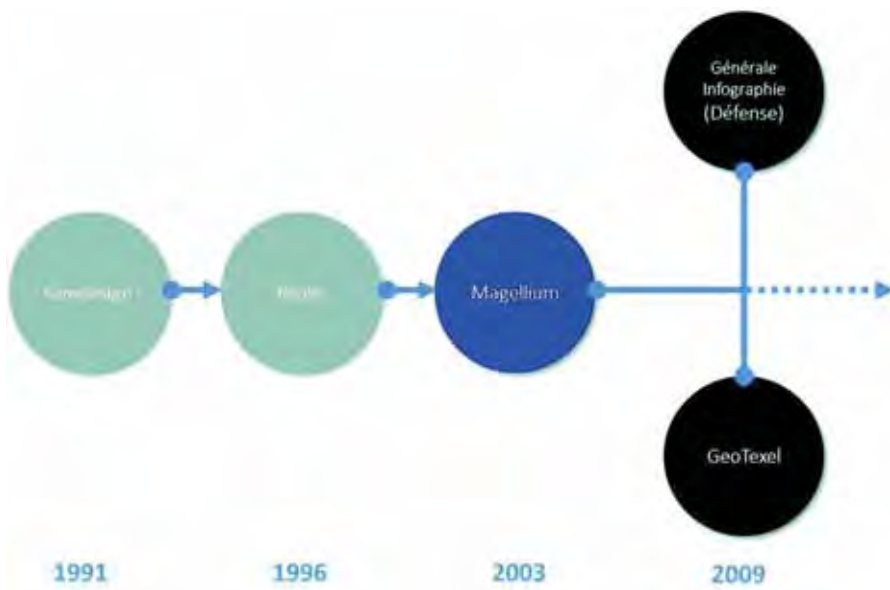 Générale
Infographie
(Défense)
Magellium
GeoTexel
1991
1996
2003
2009